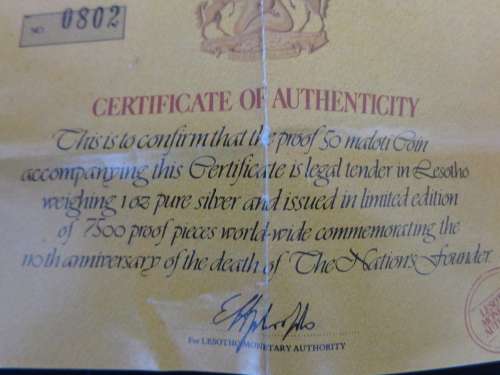 NO 0802
CERTIFICATE OF AUTHENTICITY
This is to confirm that the proof 50 maloti Coin
accompanying this Certificate is legal tender in Lesotho
weighing 1 oz pure silver and issued in limited edition
of 7500 proof pieces world-wide commemorating the
110th anniversary of the death of The Nation's Founder
For LESOTHO MONETARY AUTHORITY